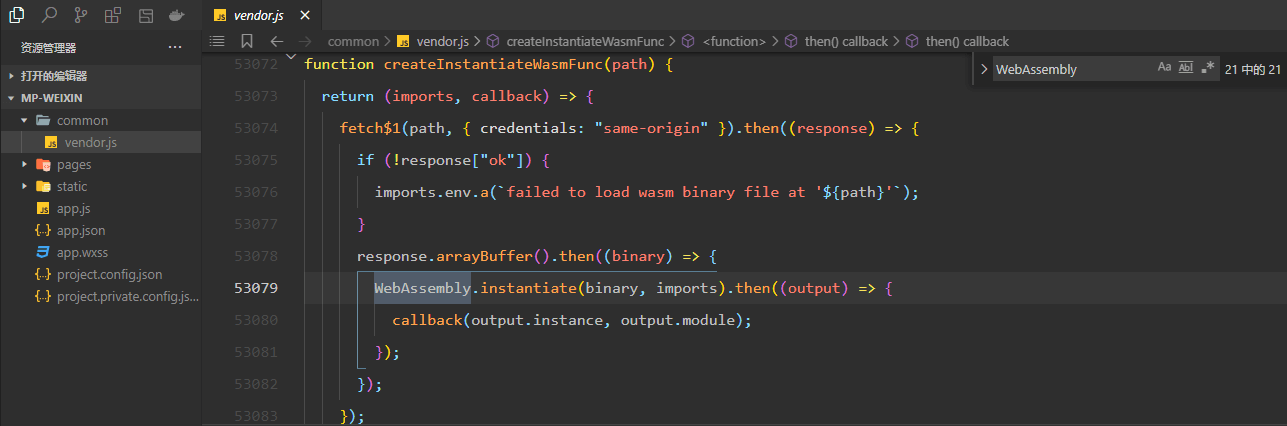 vendor.js
资源管理器
打开的编辑器
MP-WEIXIN
common
vendor.js
pages
static
app.js
app.json
app.wxss
project.config.json
project.private.config.js...
common > vendor.js > createInstantiateWasmFunc > <function> > then() callback > then() callback
WebAssembly Aa Abl .* 21 中的 21
53072 function createInstantiateWasmFunc(path) {
53073 return (imports, callback) => {
53074 fetch$1(path, { credentials: "same-origin" }).then((response) => {
53075 if (!response["ok"]) {
53076 imports.env.a(`failed to load wasm binary file at '${path}'`);
53077 }
53078 response.arrayBuffer().then((binary) => {
53079 WebAssembly.instantiate(binary, imports).then((output) => {
53080 callback(output.instance, output.module);
53081 });
53082 });
53083 });